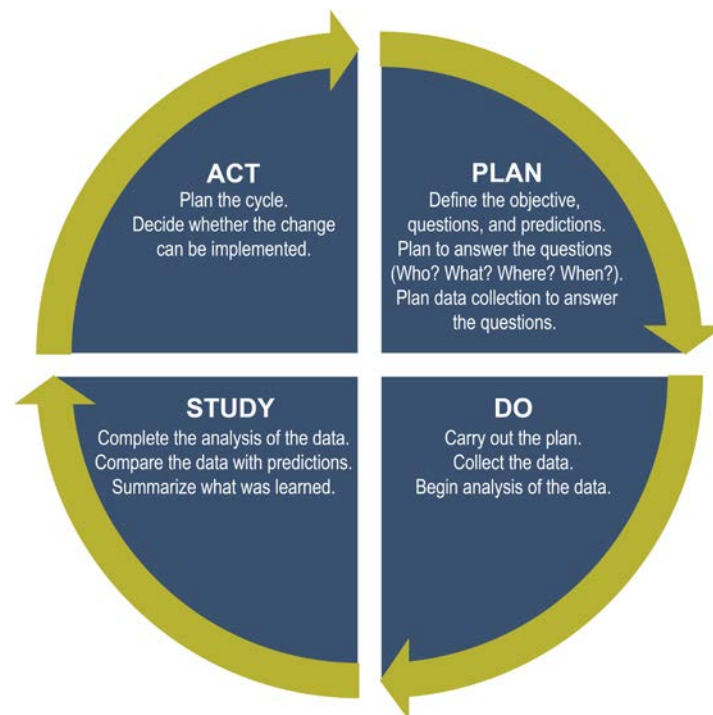 ACT
Plan the cycle.
Decide whether the change
can be implemented.
PLAN
Define the objective,
questions, and predictions.
Plan to answer the questions
(Who? What? Where? When?).
Plan data collection to answer
the questions.
STUDY
Complete the analysis of the data.
Compare the data with predictions.
Summarize what was learned.
DO
Carry out the plan.
Collect the data.
Begin analysis of the data.